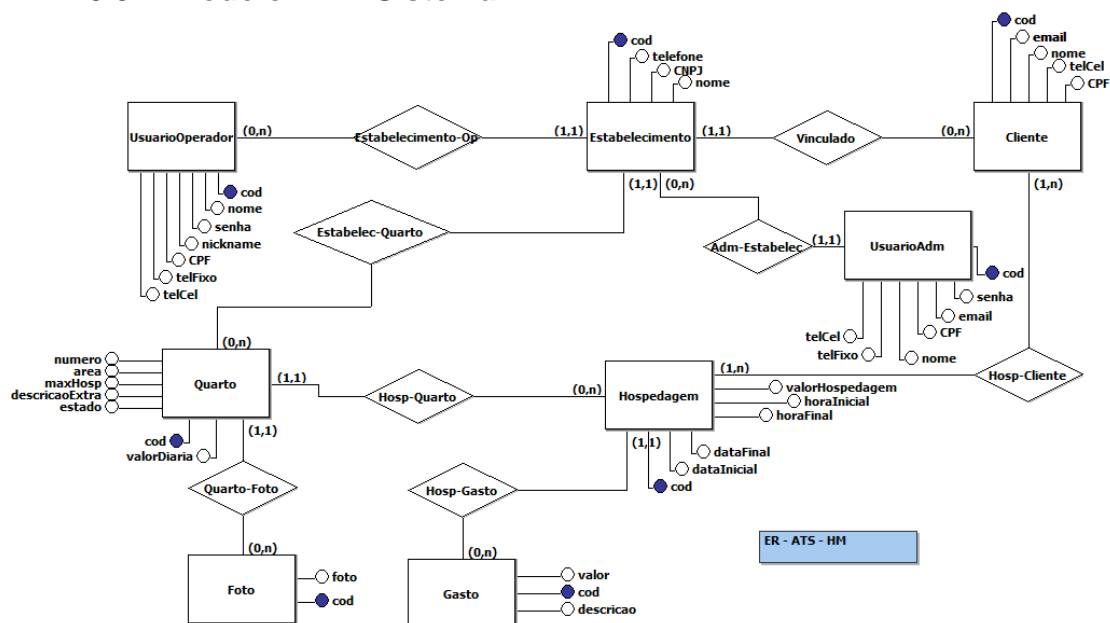 cod
telefone
CNPJ
nome
cod
email
nome
telCel
CPF
UsuarioOperador
(0,n)
Estabelecimento-Op
(1,1)
Estabelecimento
(1,1)
Vinculado
(0,n)
Cliente
(1,1)
(0,n)
(1,n)
cod
nome
senha
nickname
CPF
telFixo
telCel
Estabelec-Quarto
Adm-Estabelec
(1,1)
UsuarioAdm
cod
senha
email
CPF
nome
telCel
telFixo
(0,n)
numero
area
maxHosp
descricaoExtra
estado
Quarto
(1,1)
Hosp-Quarto
(0,n)
Hospedagem
(1,n)
Hosp-Cliente
valorHospedagem
horaInicial
horaFinal
cod
valorDiaria
(1,1)
(1,1)
dataFinal
dataInicial
cod
Quarto-Foto
Hosp-Gasto
(0,n)
(0,n)
ER - ATS - HM
Foto
foto
cod
Gasto
valor
cod
descricao